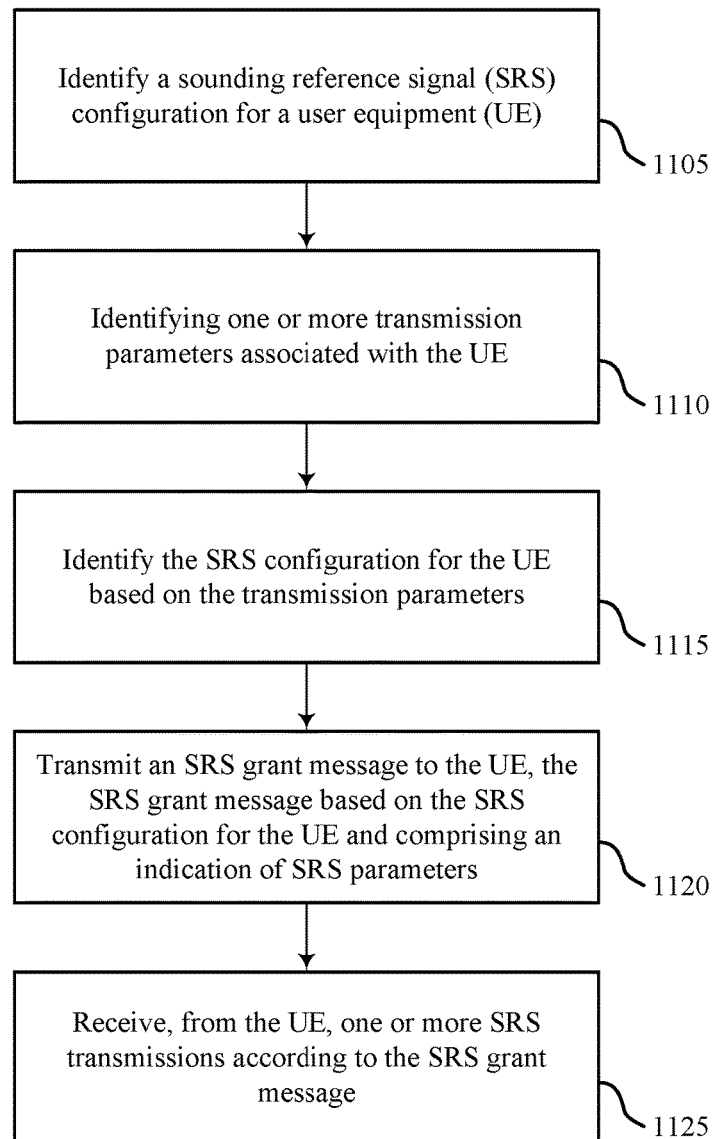 Identify a sounding reference signal (SRS)
configuration for a user equipment (UE)
1105
Identifying one or more transmission
parameters associated with the UE
1110
Identify the SRS configuration for the UE
based on the transmission parameters
1115
Transmit an SRS grant message to the UE, the
SRS grant message based on the SRS
configuration for the UE and comprising an
indication of SRS parameters
1120
Receive, from the UE, one or more SRS
transmissions according to the SRS grant
message
1125